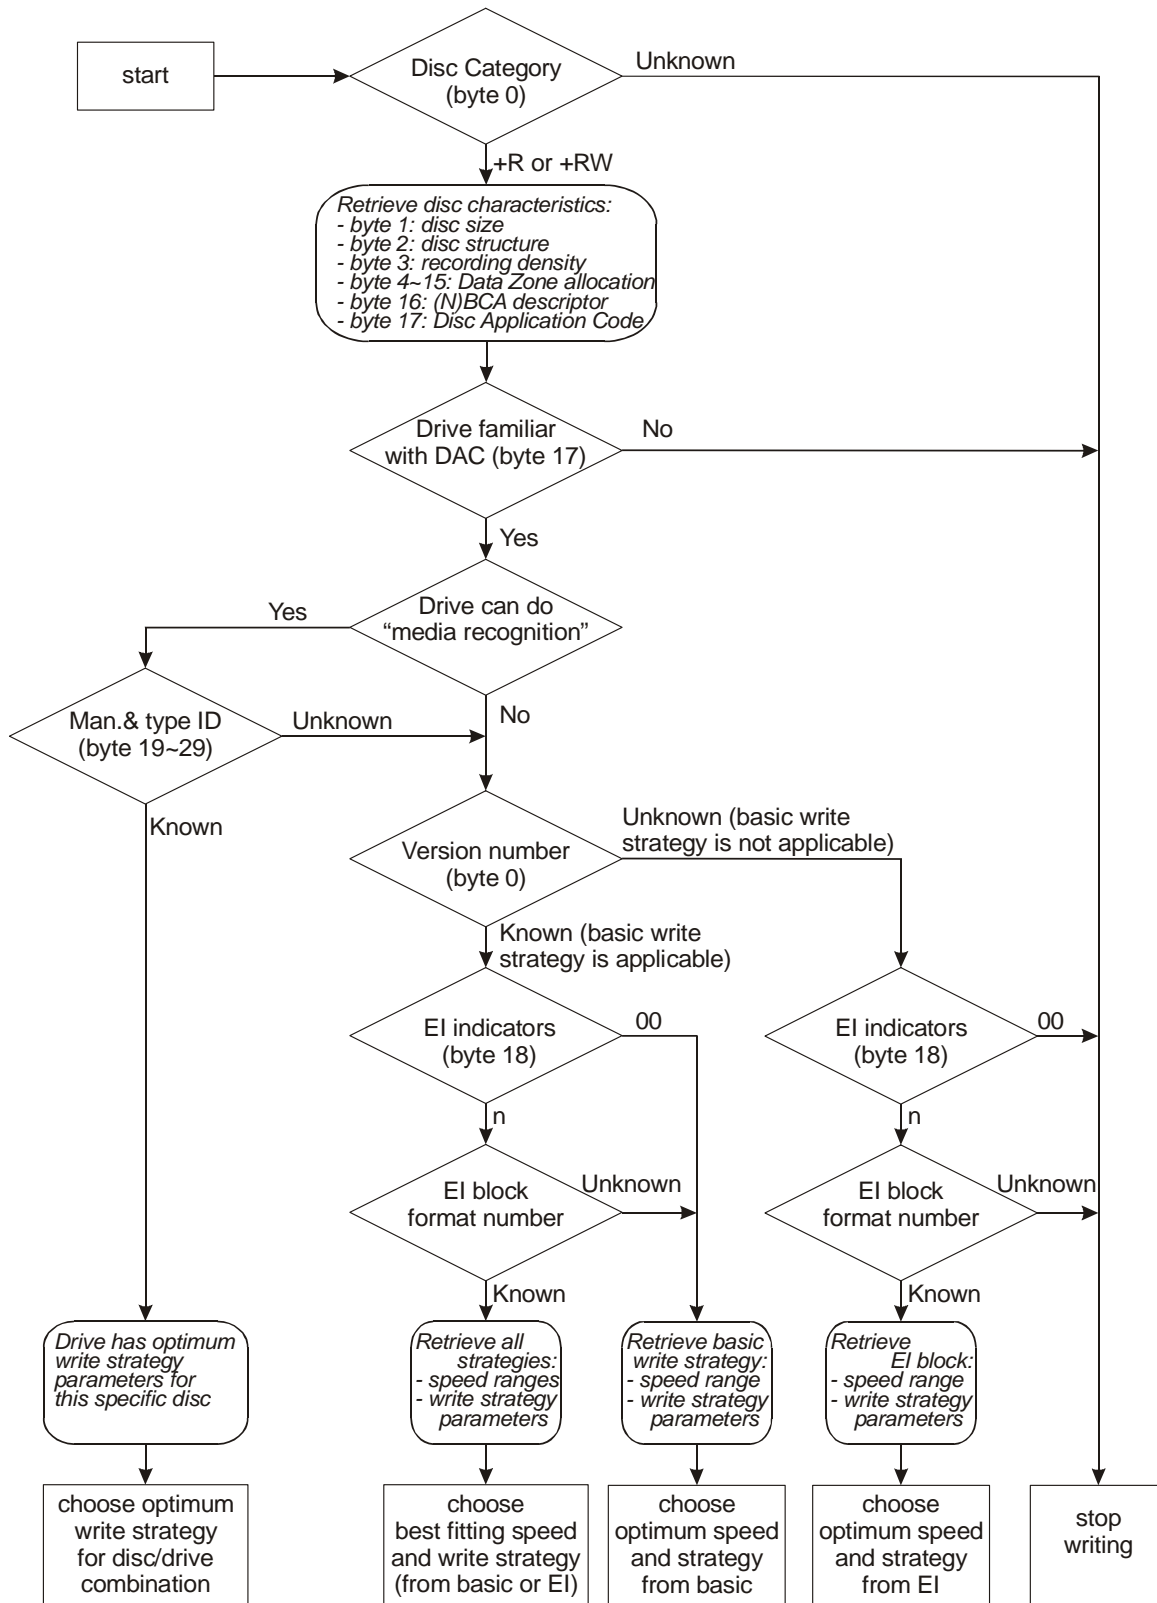 start
Disc Category
(byte 0)
Unknown
+R or +RW
Retrieve disc characteristics:
- byte 1: disc size
- byte 2: disc structure
- byte 3: recording density
- byte 4~15: Data Zone allocation
- byte 16: (N)BCA descriptor
- byte 17: Disc Application Code
Drive familiar
with DAC (byte 17)
No
Yes
Drive can do
“media recognition”
Yes
No
Man.& type ID
(byte 19~29)
Unknown
Known
Version number
(byte 0)
Unknown (basic write
strategy is not applicable)
Known (basic write
strategy is applicable)
EI indicators
(byte 18)
00
n
EI indicators
(byte 18)
00
n
EI block
format number
Unknown
Known
EI block
format number
Unknown
Known
Drive has optimum
write strategy
parameters for
this specific disc
Retrieve all
strategies:
- speed ranges
- write strategy
parameters
Retrieve basic
write strategy:
- speed range
- write strategy
parameters
Retrieve
EI block:
- speed range
- write strategy
parameters
choose optimum
write strategy
for disc/drive
combination
choose
best fitting speed
and write strategy
(from basic or EI)
choose
optimum speed
and strategy
from basic
choose
optimum speed
and strategy
from EI
stop
writing